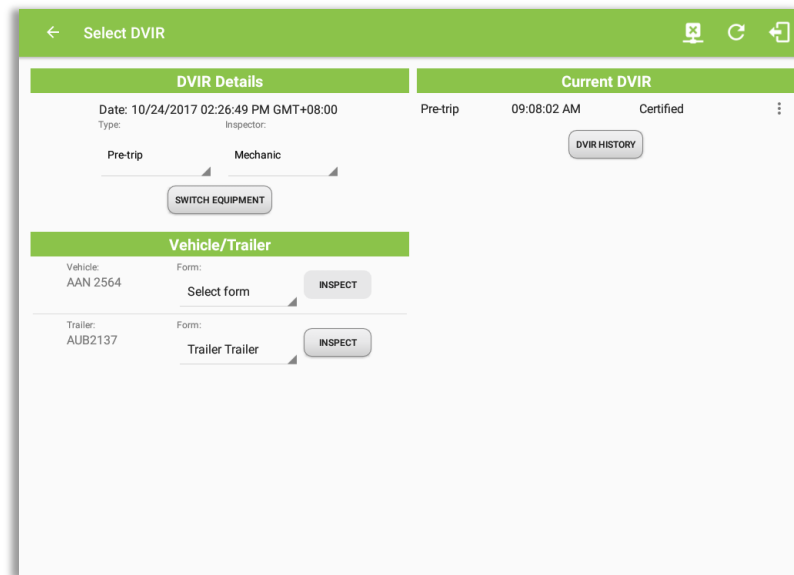 Select DVIR
DVIR Details
Date: 10/24/2017 02:26:49 PM GMT+08:00
Type: Inspector:
Pre-trip Mechanic
SWITCH EQUIPMENT
Vehicle/Trailer
Vehicle: Form:
AAN 2564 Select form INSPECT
Trailer: Form:
AUB2137 Trailer Trailer INSPECT
Current DVIR
Pre-trip 09:08:02 AM Certified
DVIR HISTORY